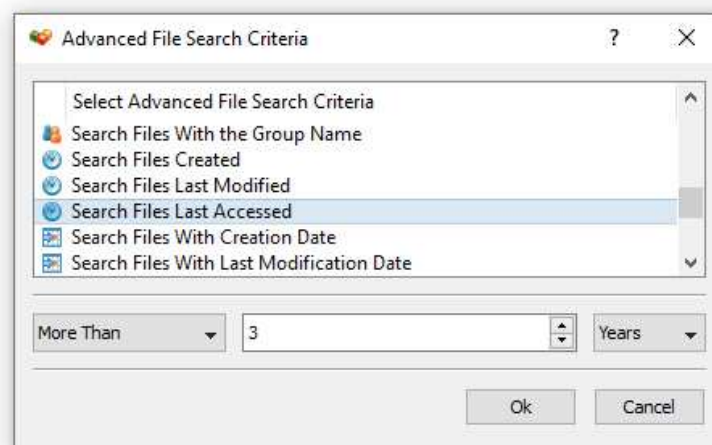 Advanced File Search Criteria
Select Advanced File Search Criteria
Search Files With the Group Name
Search Files Created
Search Files Last Modified
Search Files Last Accessed
Search Files With Creation Date
Search Files With Last Modification Date
More Than 3 Years
Ok Cancel